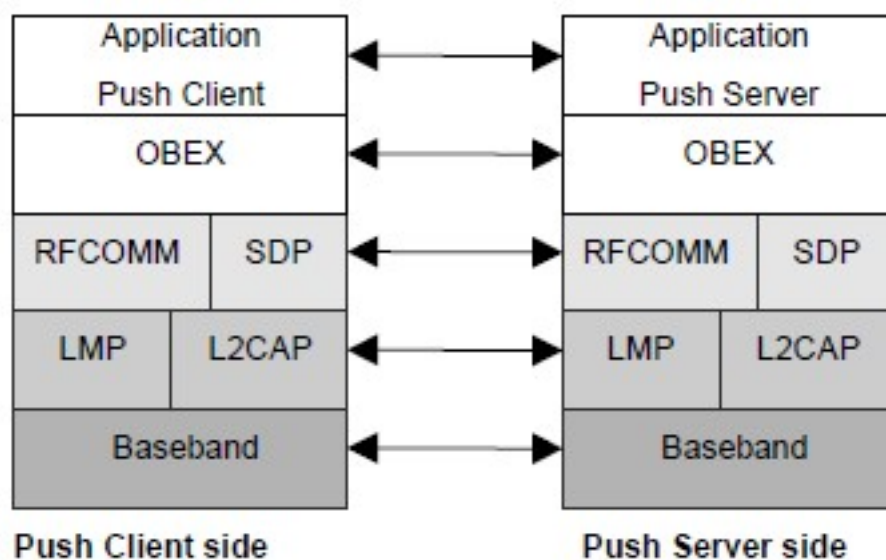 Application
Push Client
OBEX
RFCOMM SDP
LMP L2CAP
Baseband
Push Client side
Application
Push Server
OBEX
RFCOMM SDP
LMP L2CAP
Baseband
Push Server side